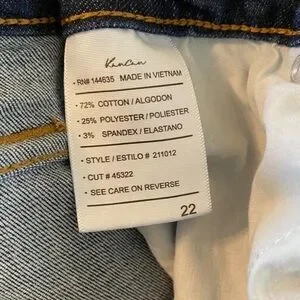 KanCan
• RN# 144635 MADE IN VIETNAM
• 72% COTTON / ALGODON
• 25% POLYESTER / POLIESTER
• 3% SPANDEX / ELASTANO
• STYLE / ESTILO # 211012
• CUT # 45322
• SEE CARE ON REVERSE
22